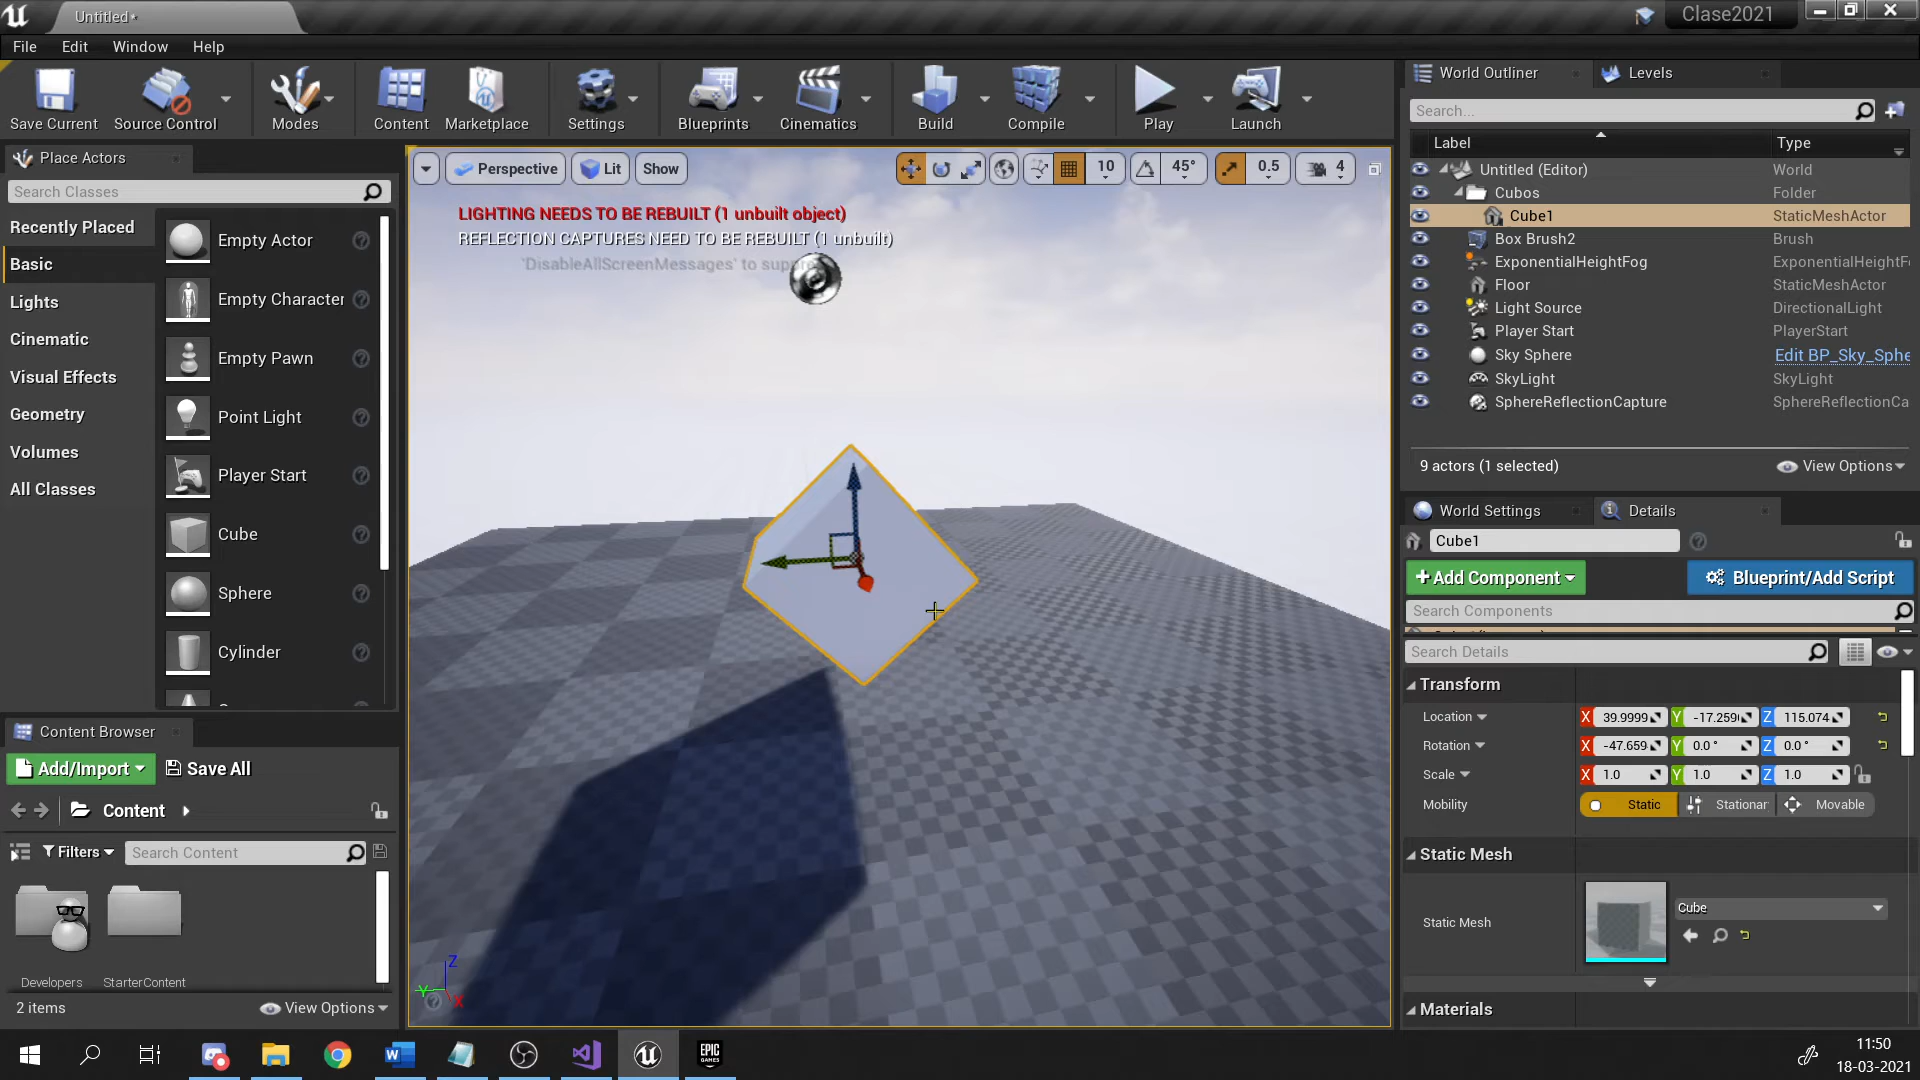 Untitled*
Clase2021
File Edit Window Help
Save Current
Source Control
Modes
Content
Marketplace
Settings
Blueprints
Cinematics
Build
Compile
Play
Launch
Place Actors
Search Classes
Recently Placed
Basic
Lights
Cinematic
Visual Effects
Geometry
Volumes
All Classes
Empty Actor
Empty Character
Empty Pawn
Point Light
Player Start
Cube
Sphere
Cylinder
Perspective Lit Show
10 45° 0.5 4
LIGHTING NEEDS TO BE REBUILT (1 unbuilt object)
REFLECTION CAPTURES NEED TO BE REBUILT (1 unbuilt)
'DisableAllScreenMessages' to suppre
Z
Y
X
Content Browser
Add/Import Save All
Content
Filters Search Content
Developers StarterContent
2 items View Options
World Outliner Levels
Search...
Label Type
Untitled (Editor) World
Cubos Folder
Cube1 StaticMeshActor
Box Brush2 Brush
ExponentialHeightFog ExponentialHeightF
Floor StaticMeshActor
Light Source DirectionalLight
Player Start PlayerStart
Sky Sphere Edit BP_Sky_Sphe
SkyLight SkyLight
SphereReflectionCapture SphereReflectionCa
9 actors (1 selected) View Options
World Settings Details
Cube1
+Add Component Blueprint/Add Script
Search Components
Search Details
Transform
Location X 39.9999 Y -17.259 Z 115.074
Rotation X -47.659 Y 0.0° Z 0.0°
Scale X 1.0 Y 1.0 Z 1.0
Mobility Static Stationar Movable
Static Mesh
Static Mesh Cube
Materials
EPIC
GAMES
11:50
18-03-2021